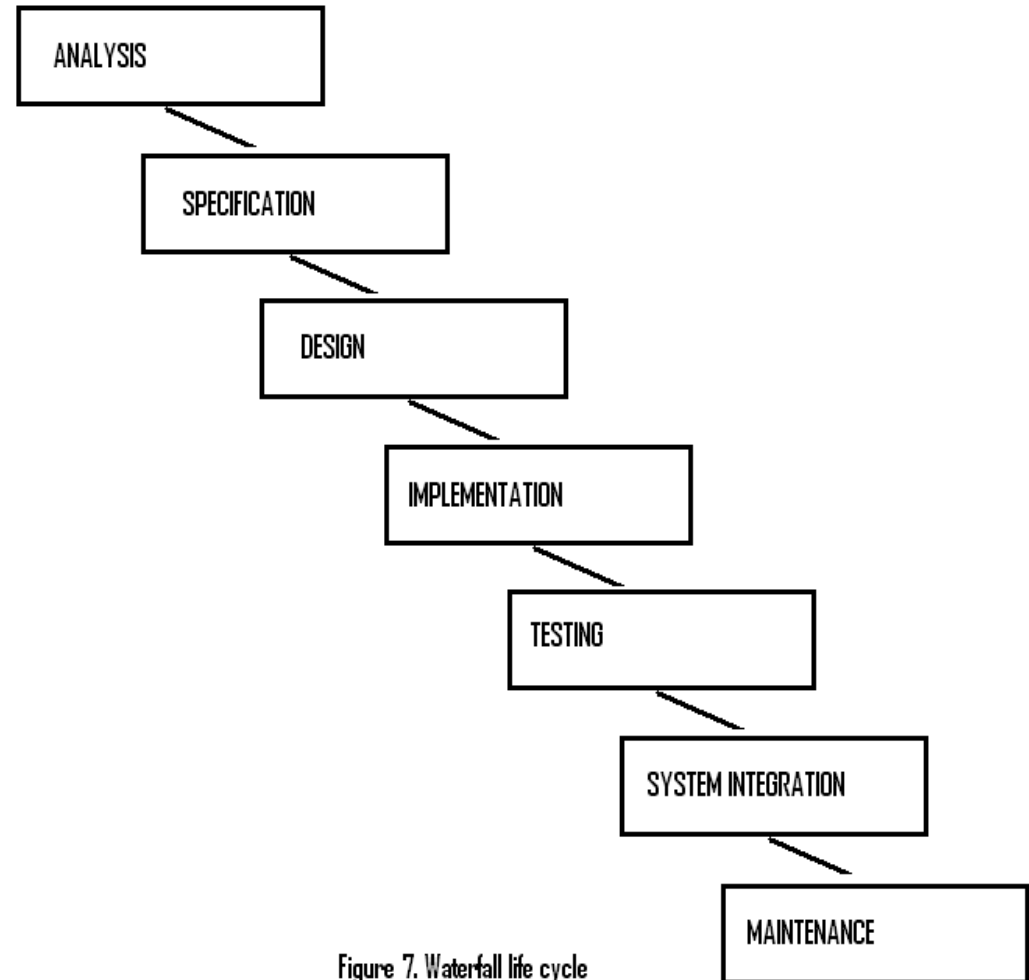 ANALYSIS
SPECIFICATION
DESIGN
IMPLEMENTATION
TESTING
SYSTEM INTEGRATION
MAINTENANCE
Figure 7. Waterfall life cycle